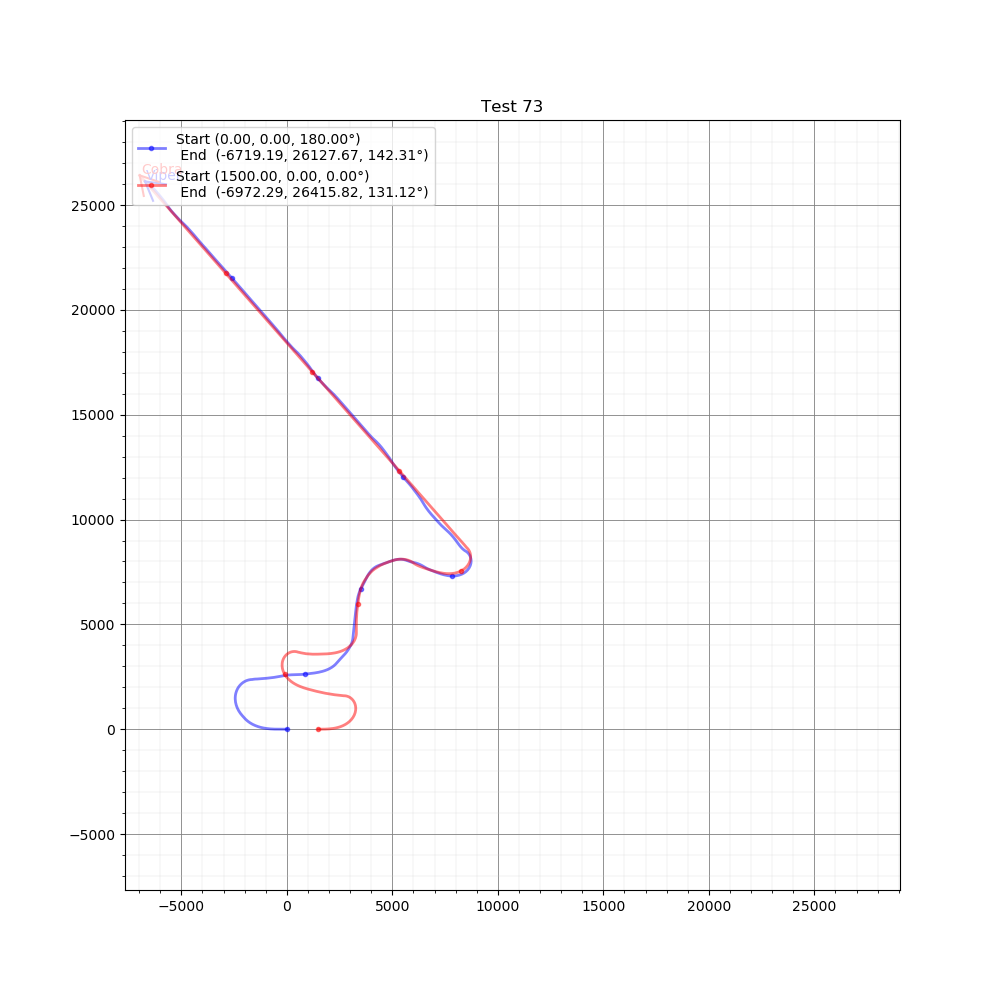 Test 73
Start (0.00, 0.00, 180.00°)
End  (-6719.19, 26127.67, 142.31°)
Start (1500.00, 0.00, 0.00°)
End  (-6972.29, 26415.82, 131.12°)
Cobra
Viper
25000
20000
15000
10000
5000
0
−5000
−5000
0
5000
10000
15000
20000
25000